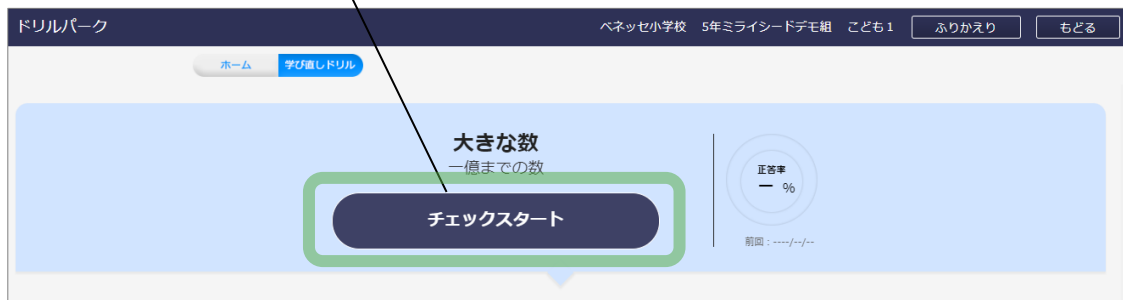 ドリルパーク
ベネッセ小学校 5年ミライシードデモ組 こども1 ふりかえり もどる
ホーム 学び直しドリル
大きな数
一億までの数
チェックスタート
正答率
ー %
前回：----/--/--